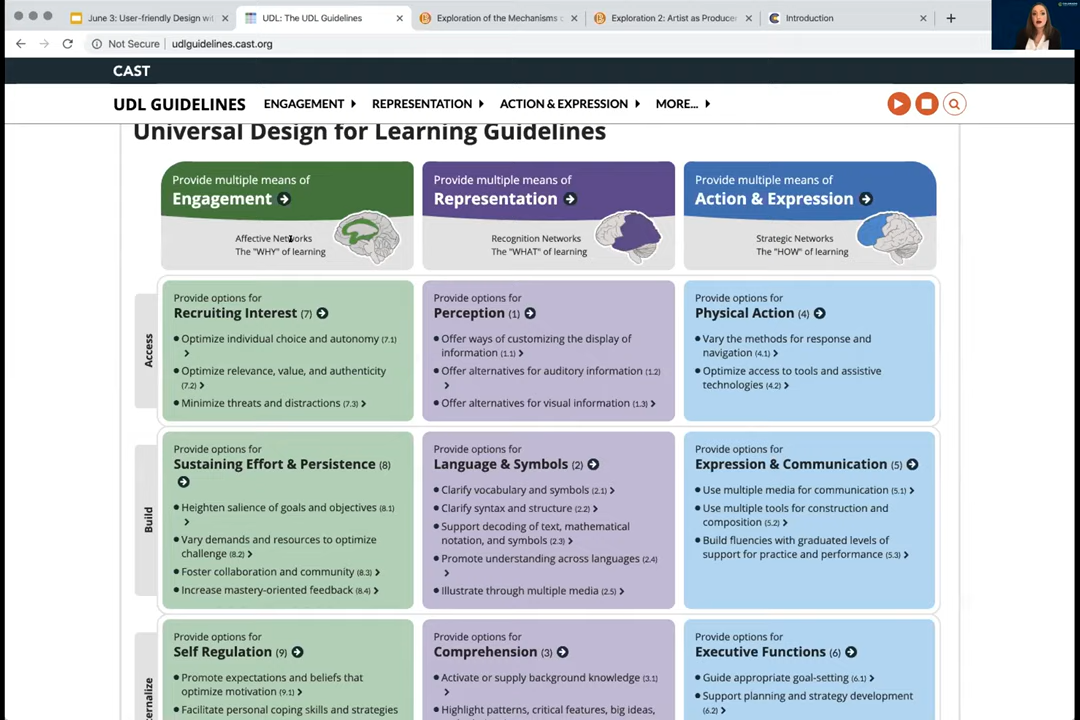 June 3: User-friendly Design wit
UDL: The UDL Guidelines
Exploration of the Mechanisms
Exploration 2: Artist as Produce
Introduction
Not Secure | udlguidelines.cast.org
CAST
UDL GUIDELINES
ENGAGEMENT
REPRESENTATION
ACTION & EXPRESSION
MORE...
Universal Design for Learning Guidelines
Provide multiple means of
Engagement
Affective Networks
The "WHY" of learning
Provide multiple means of
Representation
Recognition Networks
The "WHAT" of learning
Provide multiple means of
Action & Expression
Strategic Networks
The "HOW" of learning
Access
Provide options for
Recruiting Interest (7)
Optimize individual choice and autonomy (7.1)
Optimize relevance, value, and authenticity
(7.2)
Minimize threats and distractions (7.3)
Provide options for
Perception (1)
Offer ways of customizing the display of
information (1.1)
Offer alternatives for auditory information (1.2)
Offer alternatives for visual information (1.3)
Provide options for
Physical Action (4)
Vary the methods for response and
navigation (4.1)
Optimize access to tools and assistive
technologies (4.2)
Build
Provide options for
Sustaining Effort & Persistence (8)
Heighten salience of goals and objectives (8.1)
Vary demands and resources to optimize
challenge (8.2)
Foster collaboration and community (8.3)
Increase mastery-oriented feedback (8.4)
Provide options for
Language & Symbols (2)
Clarify vocabulary and symbols (2.1)
Clarify syntax and structure (2.2)
Support decoding of text, mathematical
notation, and symbols (2.3)
Promote understanding across languages (2.4)
Illustrate through multiple media (2.5)
Provide options for
Expression & Communication (5)
Use multiple media for communication (5.1)
Use multiple tools for construction and
composition (5.2)
Build fluencies with graduated levels of
support for practice and performance (5.3)
ternalize
Provide options for
Self Regulation (9)
Promote expectations and beliefs that
optimize motivation (9.1)
Facilitate personal coping skills and strategies
Provide options for
Comprehension (3)
Activate or supply background knowledge (3.1)
Highlight patterns, critical features, big ideas,
Provide options for
Executive Functions (6)
Guide appropriate goal-setting (6.1)
Support planning and strategy development
(6.2)